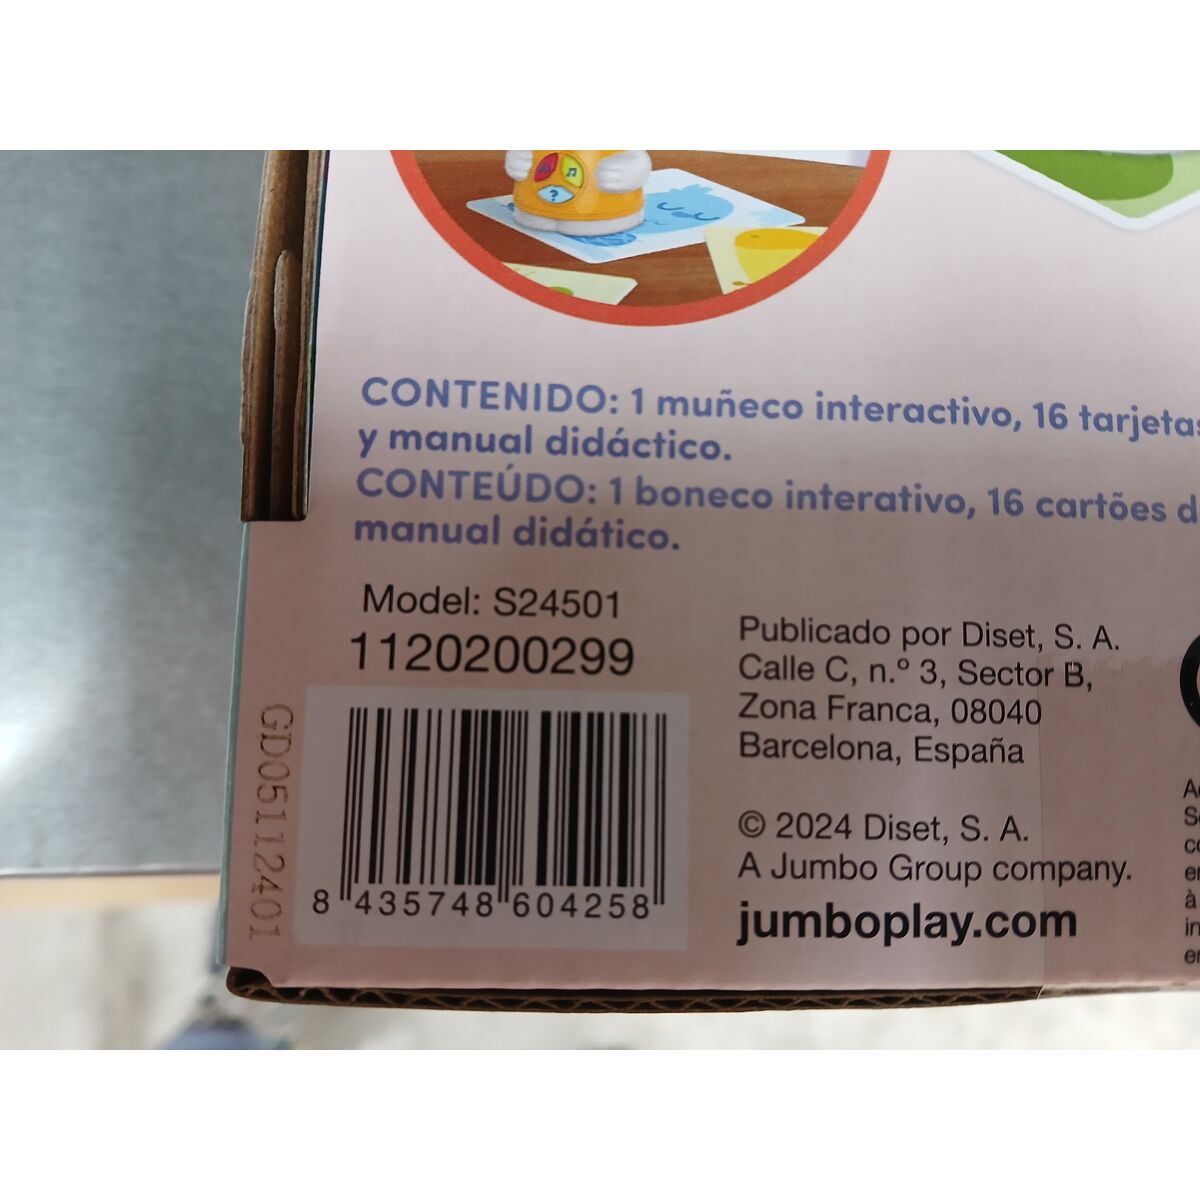 CONTENIDO: 1 muñeco interactivo, 16 tarjetas
y manual didáctico.
CONTEÚDO: 1 boneco interativo, 16 cartões
manual didático.
Model: S24501
1120200299
8 435748 604258
GD05112401
Publicado por Diset, S. A.
Calle C, n.º 3, Sector B,
Zona Franca, 08040
Barcelona, España
© 2024 Diset, S. A.
A Jumbo Group company.
jumboplay.com